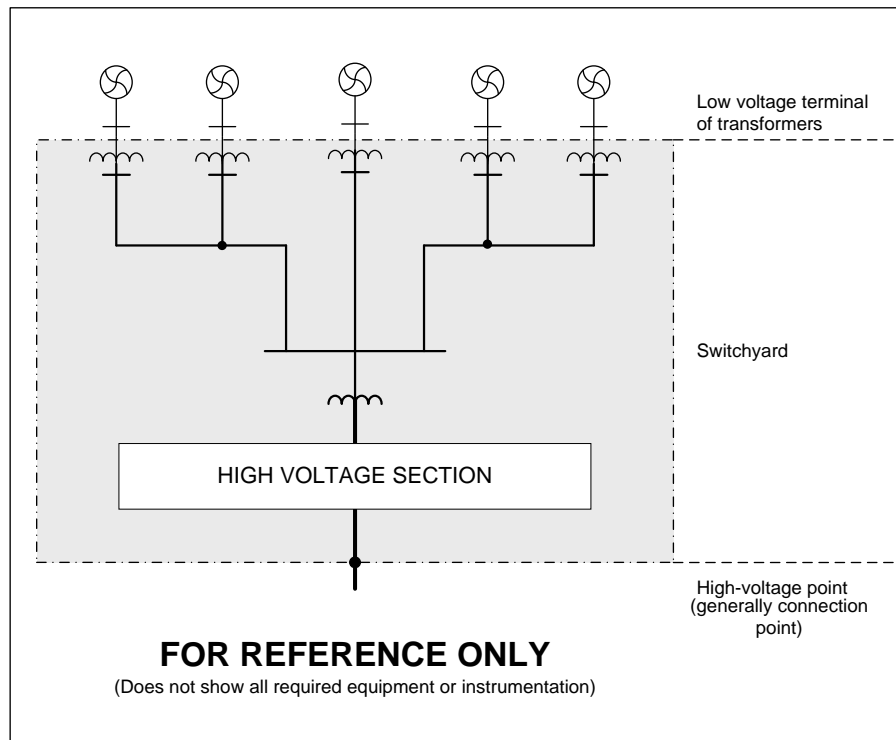 Low voltage terminal
of transformers
Switchyard
HIGH VOLTAGE SECTION
High-voltage point
(generally connection
point)
FOR REFERENCE ONLY
(Does not show all required equipment or instrumentation)